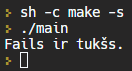 > sh -c make -s
> ./main
Fails ir tukšs.
>